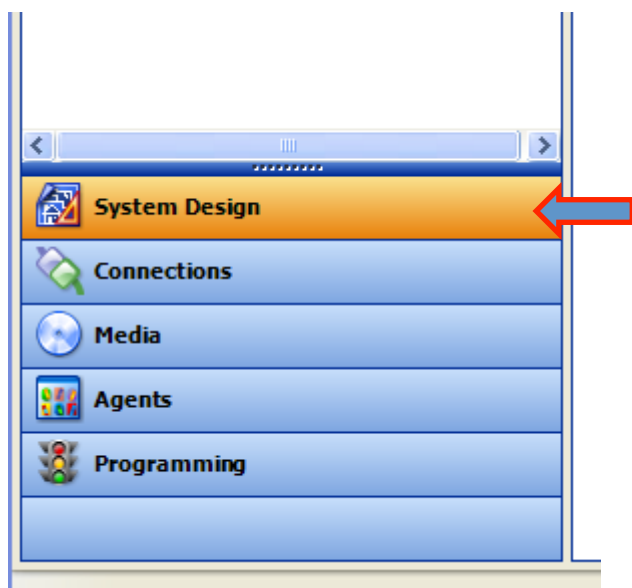 System Design
Connections
Media
Agents
Programming